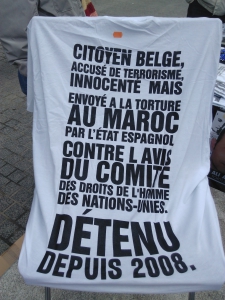 CITOYEN BELGE,
ACCUSÉ DE TERRORISME,
INNOCENTÉ MAIS
ENVOYÉ A LA TORTURE
AU MAROC
PAR L'ÉTAT ESPAGNOL
CONTRE L'AVIS
DU COMITÉ
DES DROITS DE L'HOMME
DES NATIONS-UNIES.
DÉTENU
DEPUIS 2008.